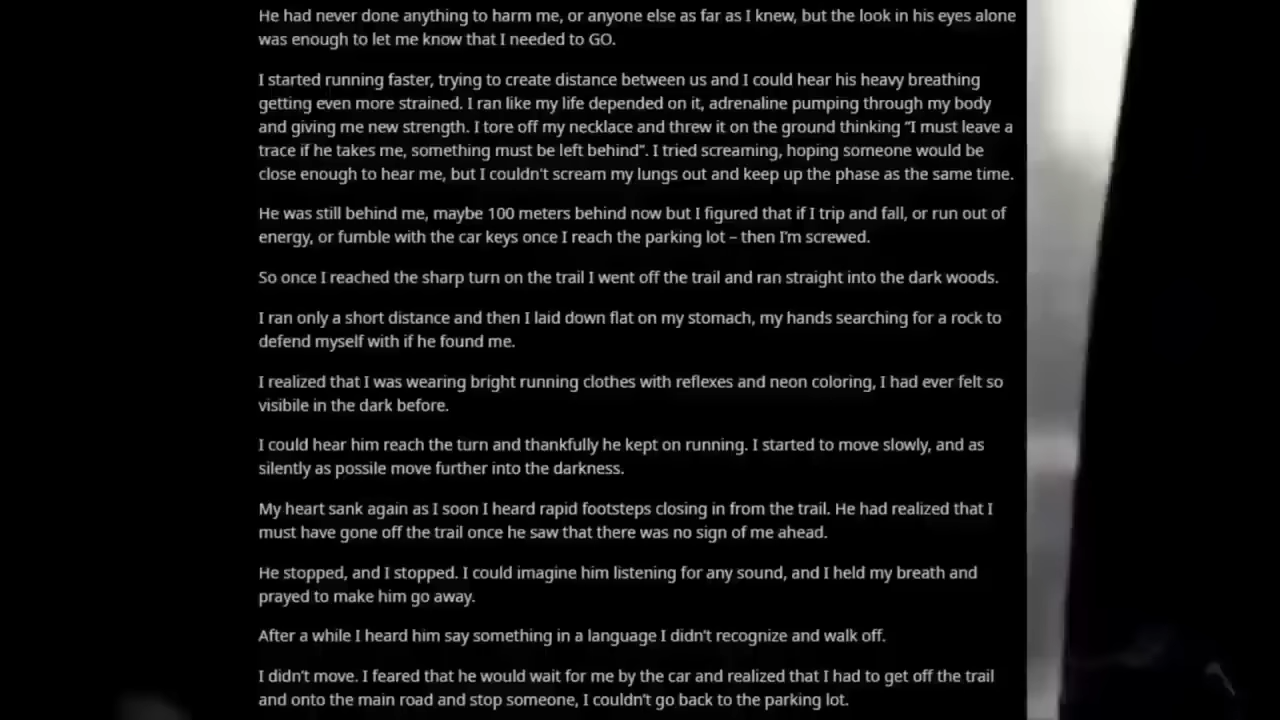 He had never done anything to harm me, or anyone else as far as I knew, but the look in his eyes alone
was enough to let me know that I needed to GO.
I started running faster, trying to create distance between us and I could hear his heavy breathing
getting even more strained. I ran like my life depended on it, adrenaline pumping through my body
and giving me new strength. I tore off my necklace and threw it on the ground thinking “I must leave a
trace if he takes me, something must be left behind”. I tried screaming, hoping someone would be
close enough to hear me, but I couldn't scream my lungs out and keep up the phase as the same time.
He was still behind me, maybe 100 meters behind now but I figured that if I trip and fall, or run out of
energy, or fumble with the car keys once I reach the parking lot – then I’m screwed.
So once I reached the sharp turn on the trail I went off the trail and ran straight into the dark woods.
I ran only a short distance and then I laid down flat on my stomach, my hands searching for a rock to
defend myself with if he found me.
I realized that I was wearing bright running clothes with reflexes and neon coloring, I had ever felt so
visibile in the dark before.
I could hear him reach the turn and thankfully he kept on running. I started to move slowly, and as
silently as possile move further into the darkness.
My heart sank again as I soon I heard rapid footsteps closing in from the trail. He had realized that I
must have gone off the trail once he saw that there was no sign of me ahead.
He stopped, and I stopped. I could imagine him listening for any sound, and I held my breath and
prayed to make him go away.
After a while I heard him say something in a language I didn’t recognize and walk off.
I didn’t move. I feared that he would wait for me by the car and realized that I had to get off the trail
and onto the main road and stop someone, I couldn’t go back to the parking lot.